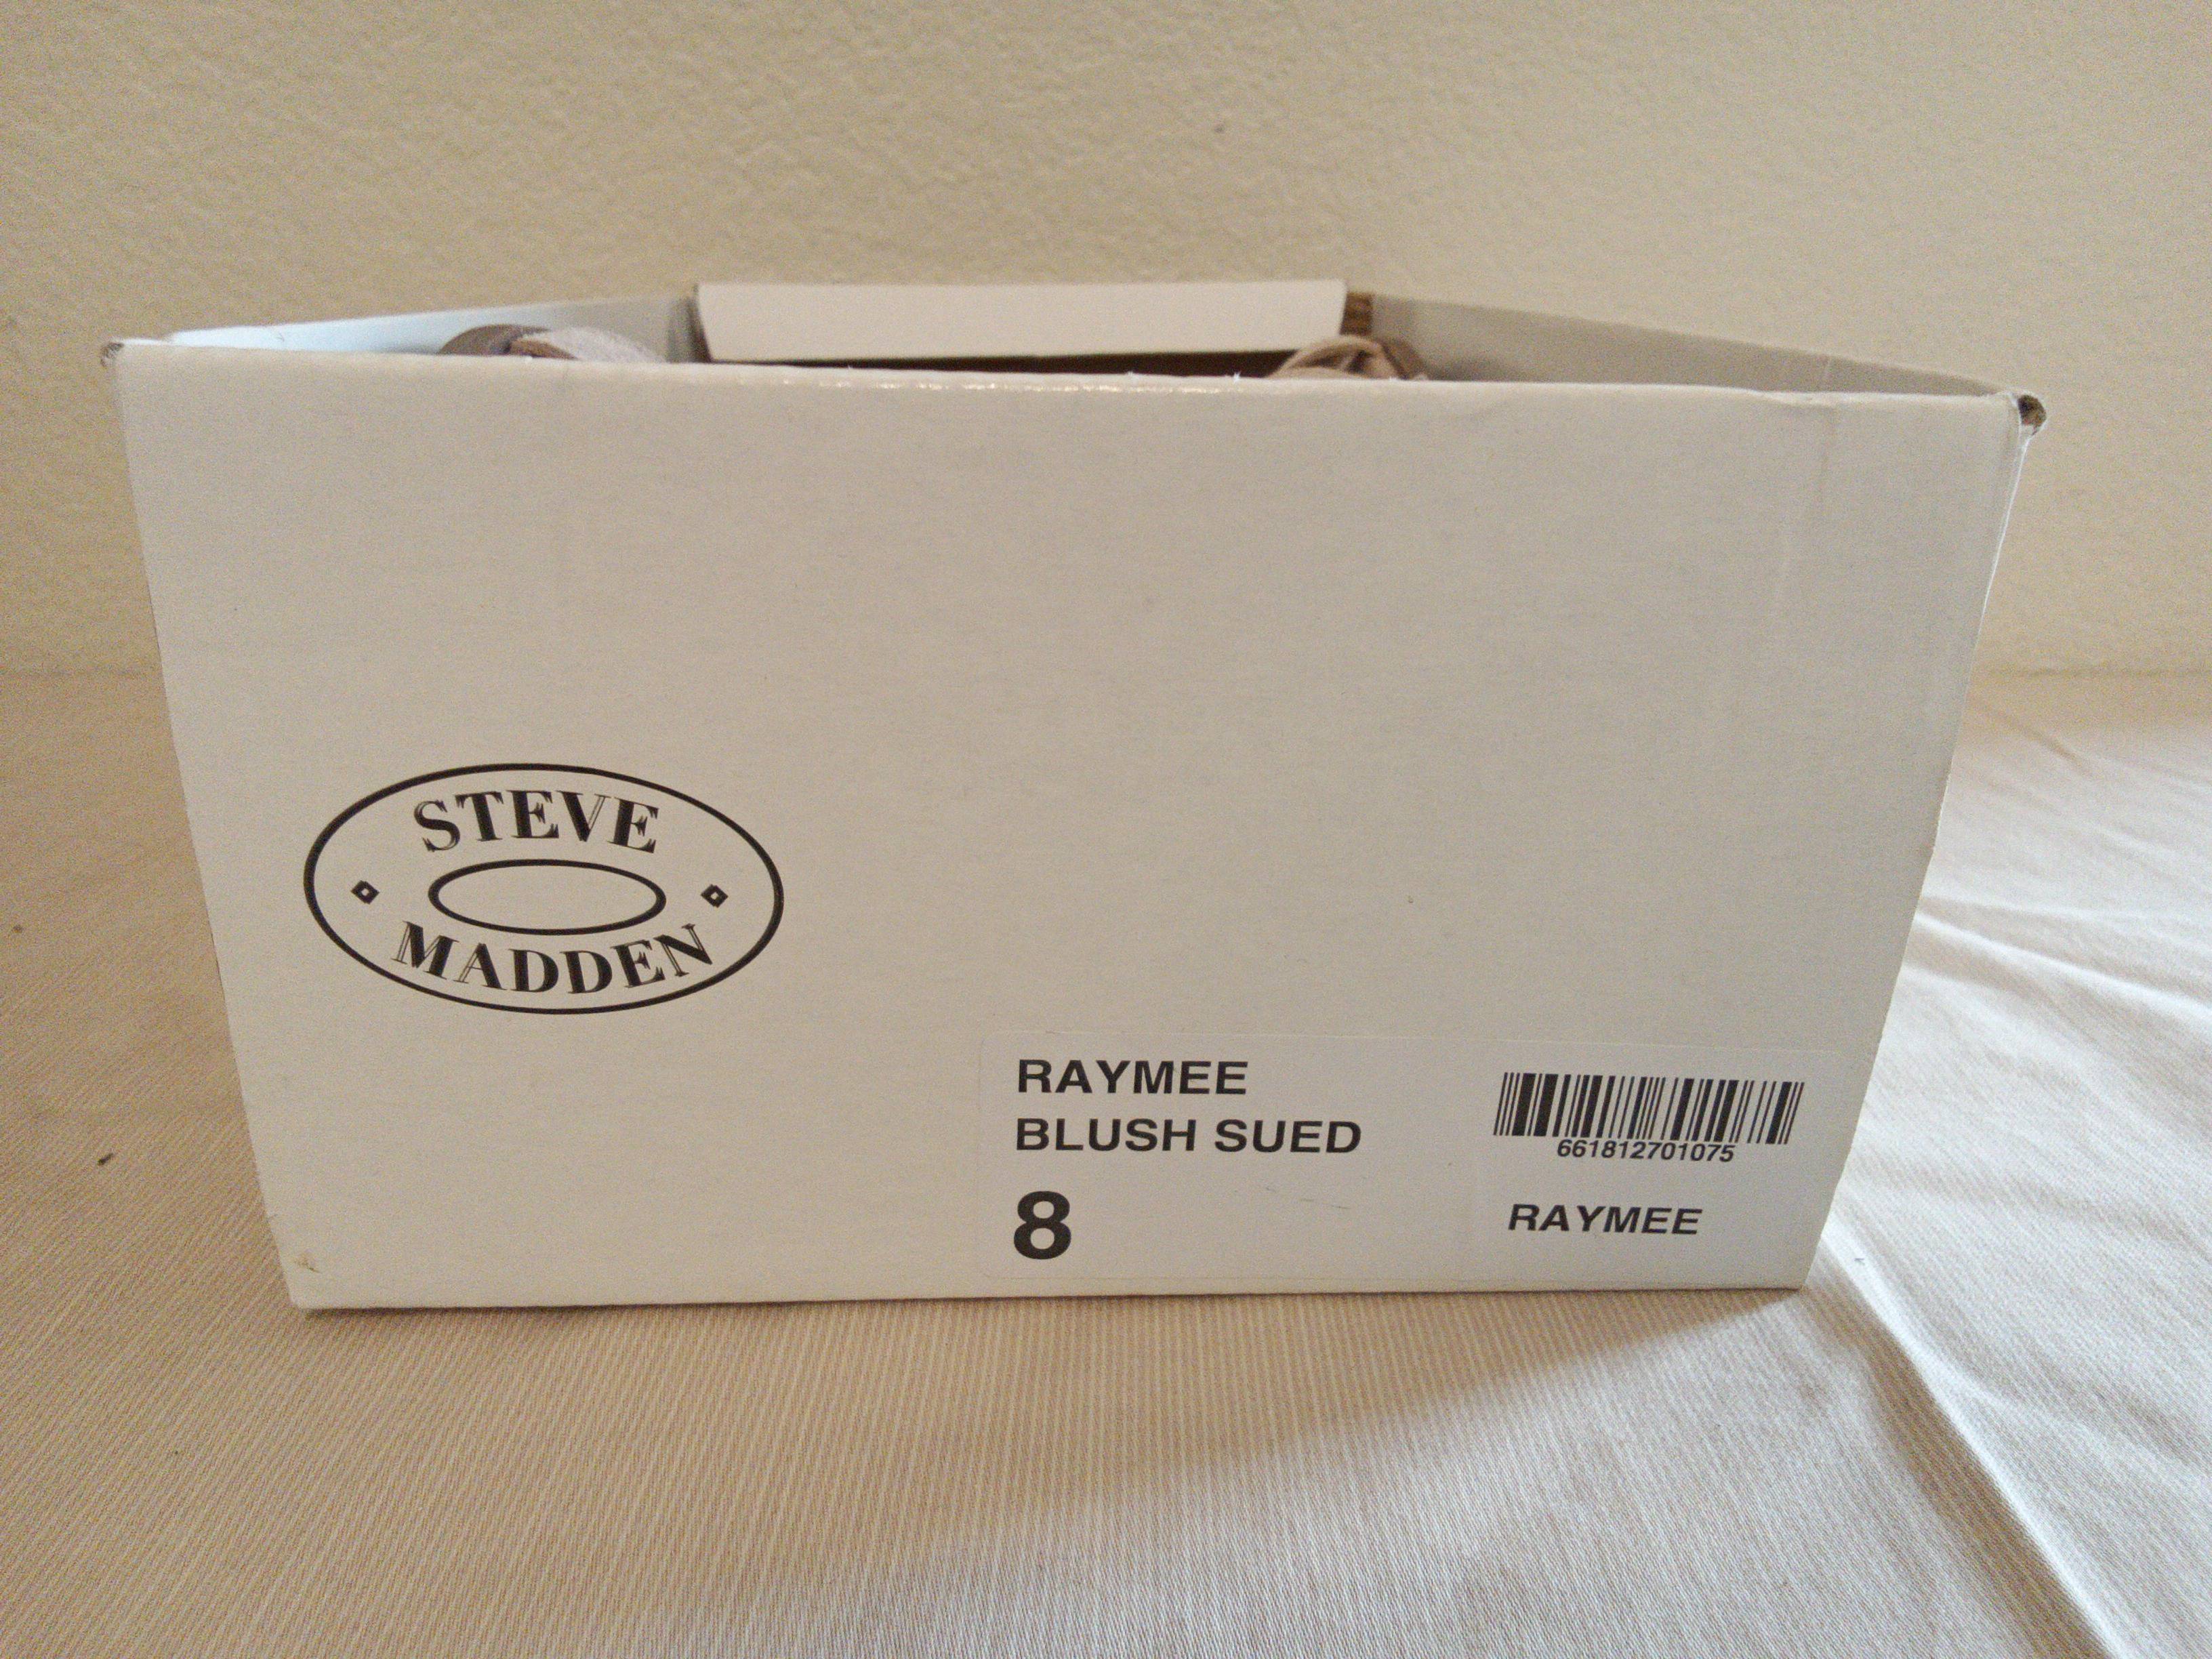 STEVE
MADDEN
RAYMEE
BLUSH SUED
8
661812701075
RAYMEE